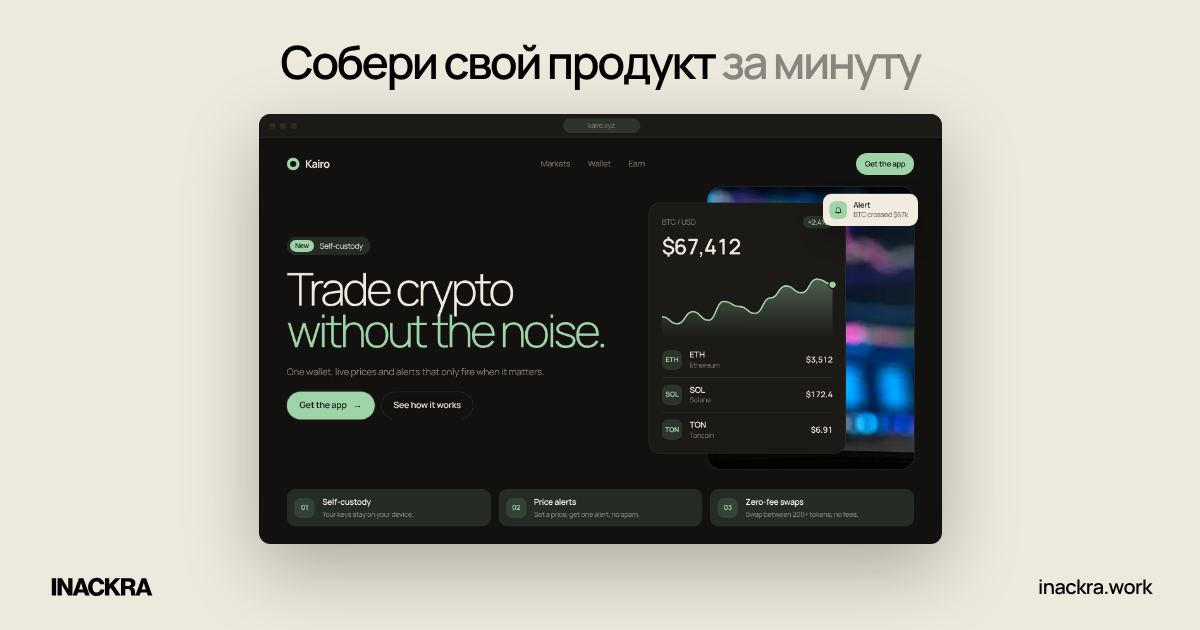 Собери свой продукт за минуту
kairo.xyz
Kairo
Markets Wallet Earn
Get the app
Alert
BTC crossed $67k
BTC / USD
$67,412
New Self-custody
Trade crypto
without the noise.
One wallet, live prices and alerts that only fire when it matters.
Get the app → See how it works
ETH ETH $3,512
Ethereum
SOL SOL $172.4
Solana
TON TON $6.91
Toncoin
01 Self-custody
Your keys stay on your device.
02 Price alerts
Set a price, get one alert, no spam.
03 Zero-fee swaps
Swap between 200+ tokens, no fees.
INACKRA
inackra.work